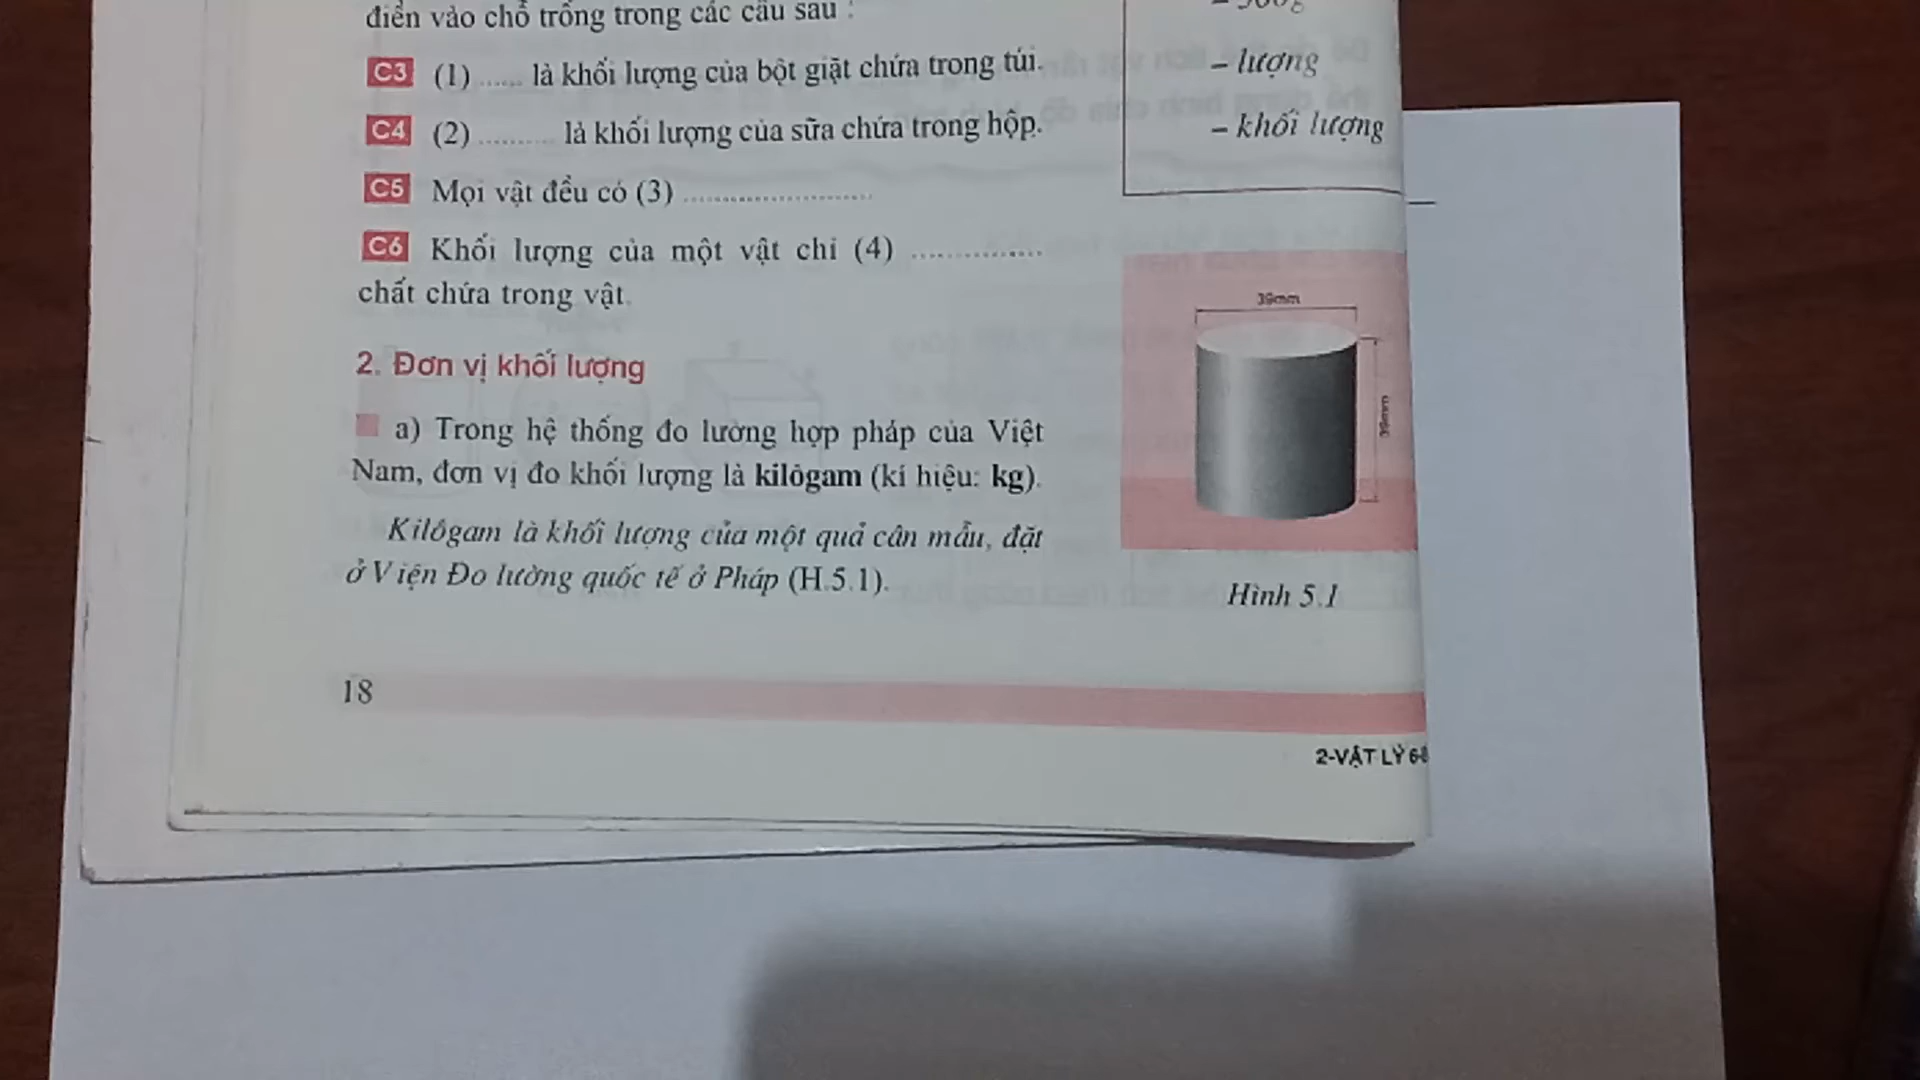 điền vào chỗ trống trong các câu sau :
C3 (1) ...... là khối lượng của bột giặt chứa trong túi.
C4 (2) .......... là khối lượng của sữa chứa trong hộp.
C5 Mọi vật đều có (3) .........................
C6 Khối lượng của một vật chỉ (4) ...............
chất chứa trong vật.
– lượng
– khối lượng
2. Đơn vị khối lượng
a) Trong hệ thống đo lường hợp pháp của Việt
Nam, đơn vị đo khối lượng là kilôgam (kí hiệu: kg).
Kilôgam là khối lượng của một quả cân mẫu, đặt
ở Viện Đo lường quốc tế ở Pháp (H.5.1).
39mm
39mm
Hình 5.1
18
2-VẬT LÝ 6-